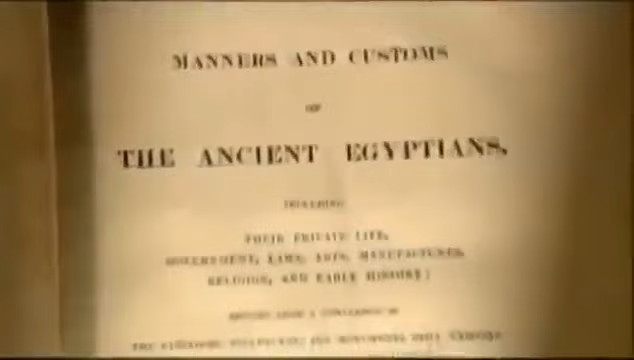 MANNERS AND CUSTOMS
OF
THE ANCIENT EGYPTIANS,
INCLUDING
THEIR PRIVATE LIFE,
GOVERNMENT, LAWS, ARTS, MANUFACTURES,
RELIGION, AND EARLY HISTORY;